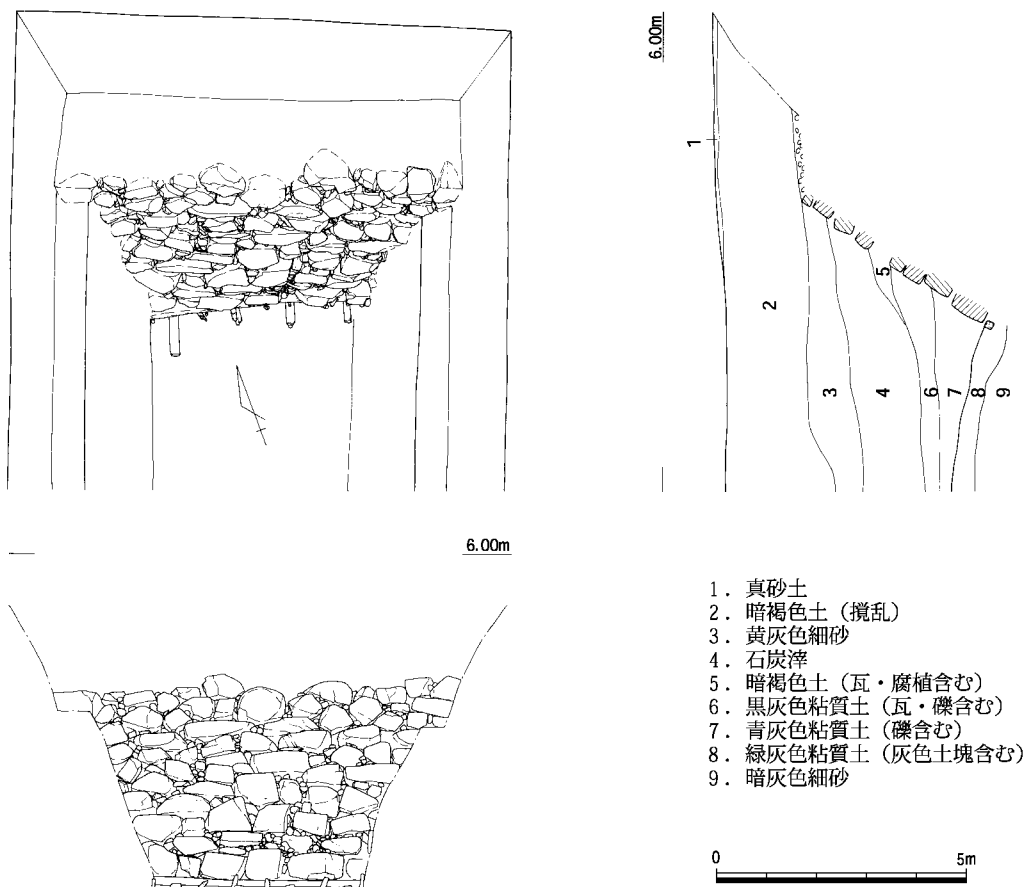 6.00m
1
2
3
4
5
6
7
8
9
6.00m
1. 真砂土
2. 暗褐色土(撹乱)
3. 黄灰色細砂
4. 石炭滓
5. 暗褐色土(瓦・腐植含む)
6. 黒灰色粘質土(瓦・礫含む)
7. 青灰色粘質土(礫含む)
8. 緑灰色粘質土(灰色土塊含む)
9. 暗灰色細砂
0 5m